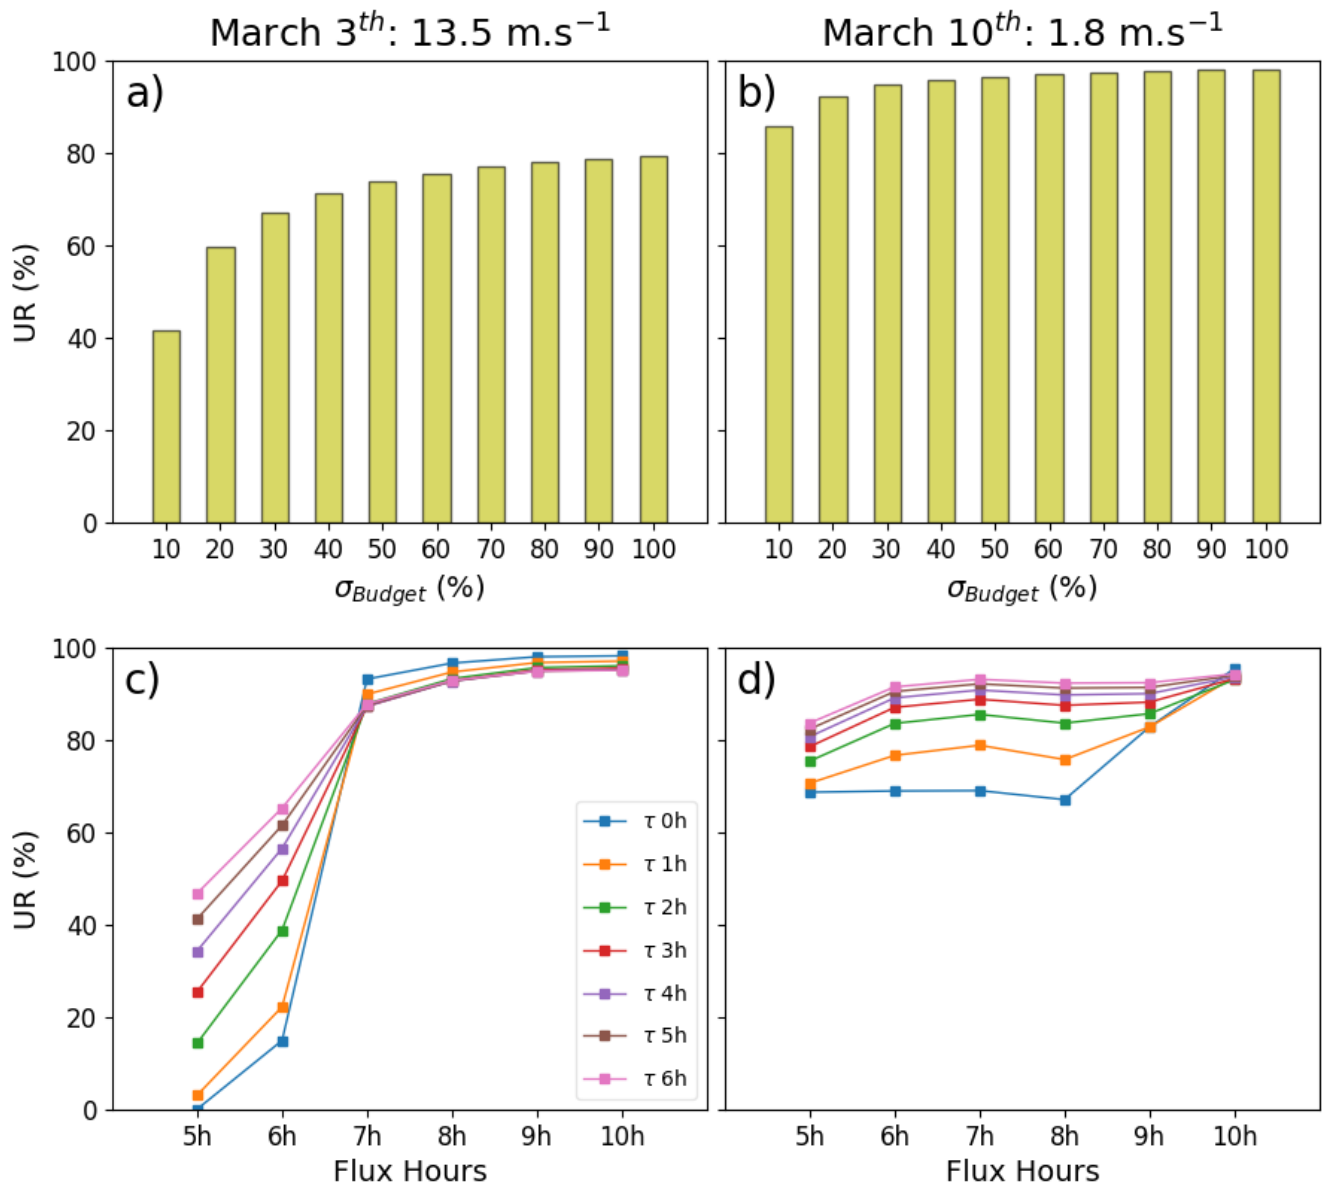 March 3th: 13.5 m.s−1
March 10th: 1.8 m.s−1
a)
b)
UR (%)
100
80
60
40
20
0
10 20 30 40 50 60 70 80 90 100
10 20 30 40 50 60 70 80 90 100
σBudget (%)
σBudget (%)
c)
d)
UR (%)
100
80
60
40
20
0
τ 0h
τ 1h
τ 2h
τ 3h
τ 4h
τ 5h
τ 6h
5h 6h 7h 8h 9h 10h
5h 6h 7h 8h 9h 10h
Flux Hours
Flux Hours